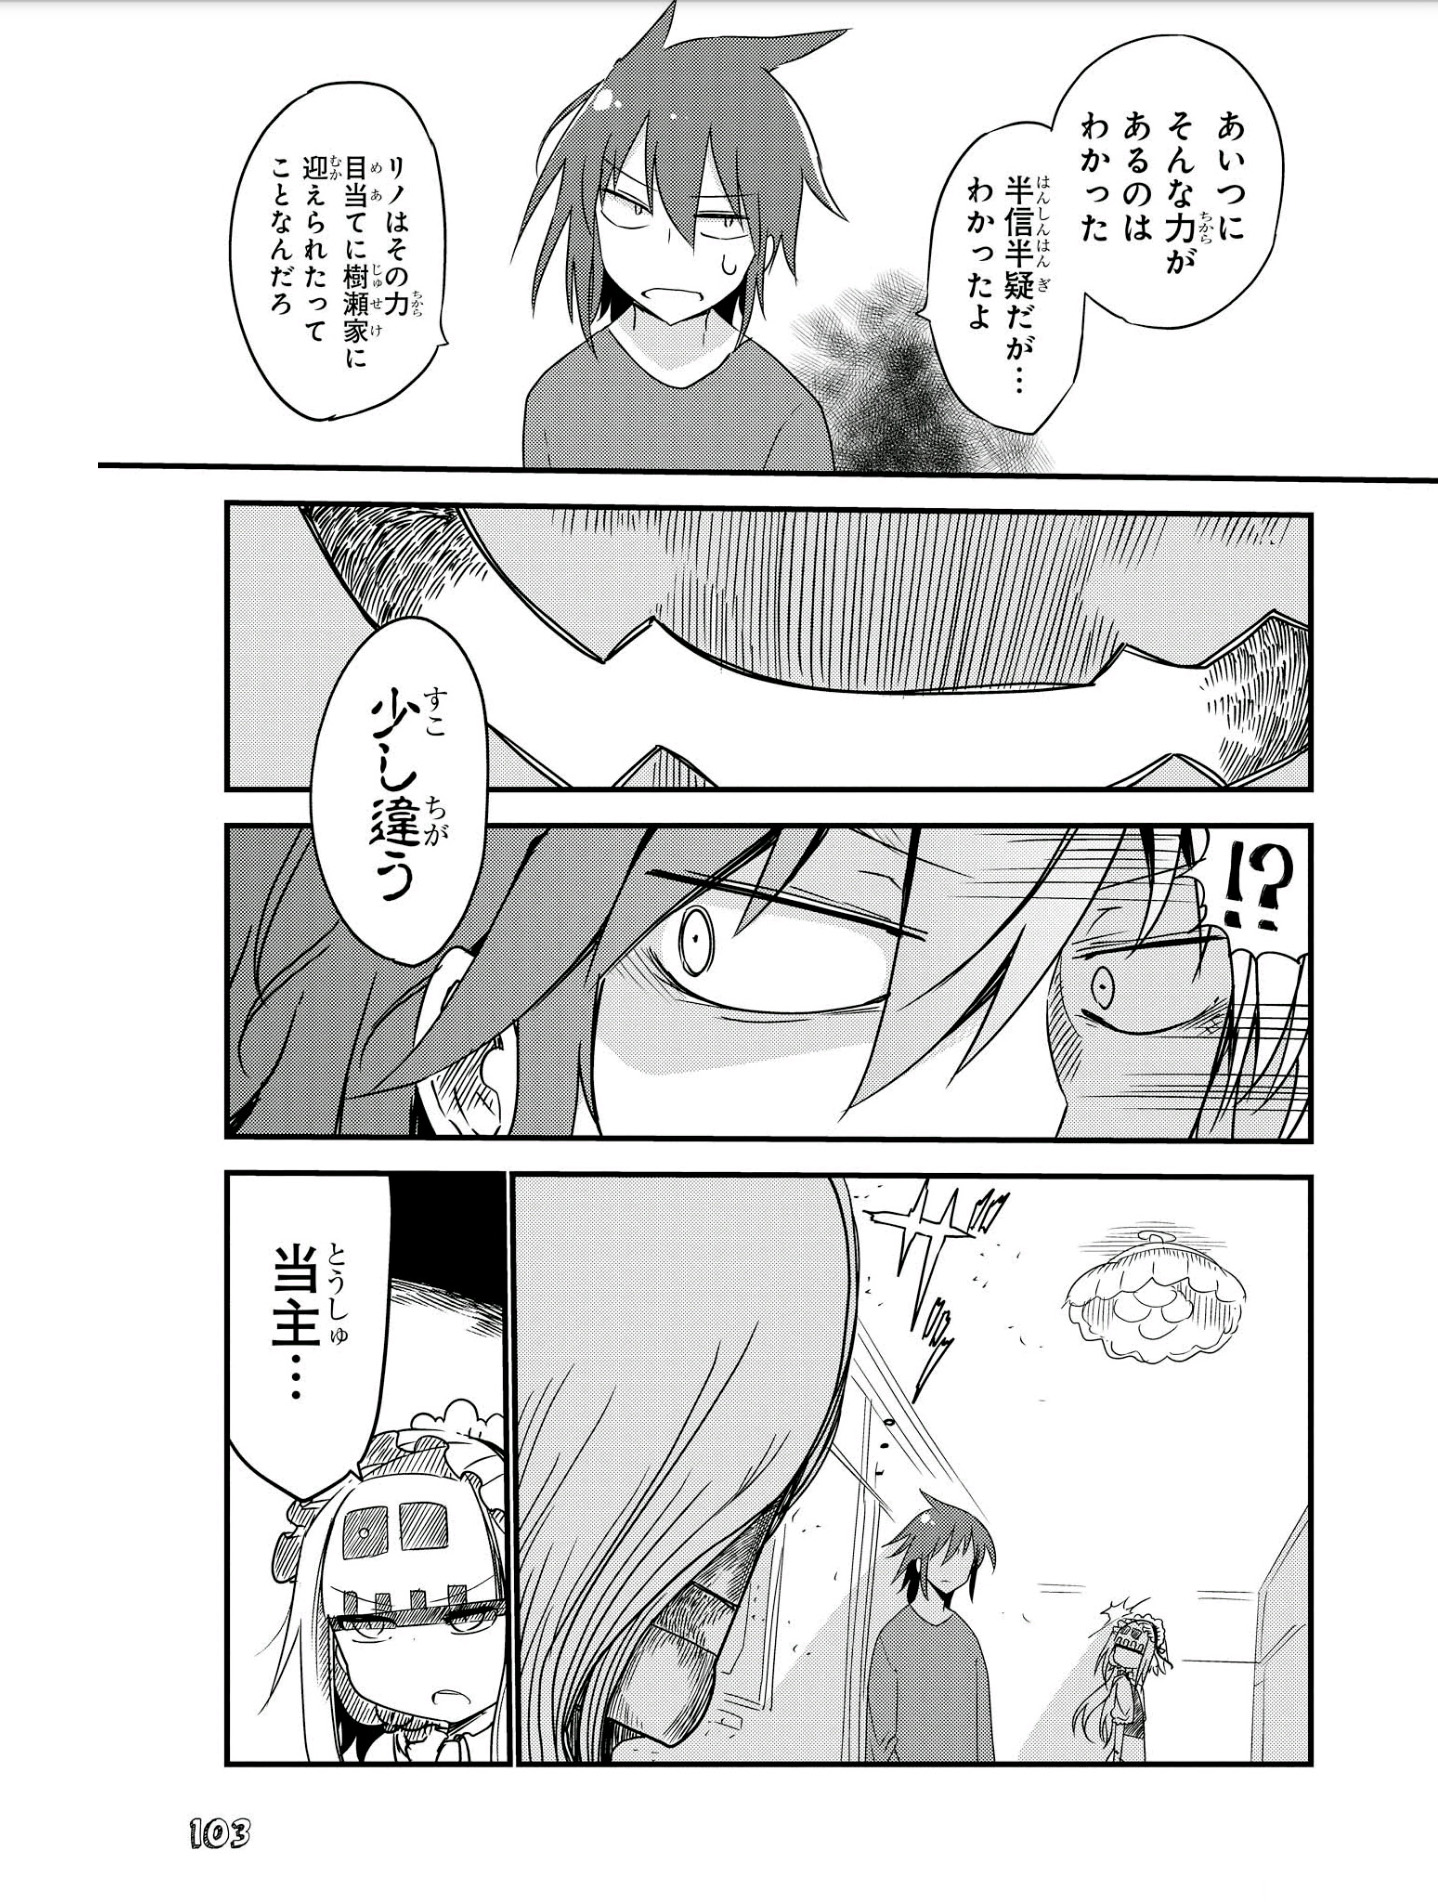 あいつに
そんな力が
あるのは
わかった
半信半疑だが…
わかったよ
リノはその力
目当てに樹瀬家に
迎えられたって
ことなんだろ
少し違う
!?
当主…
103